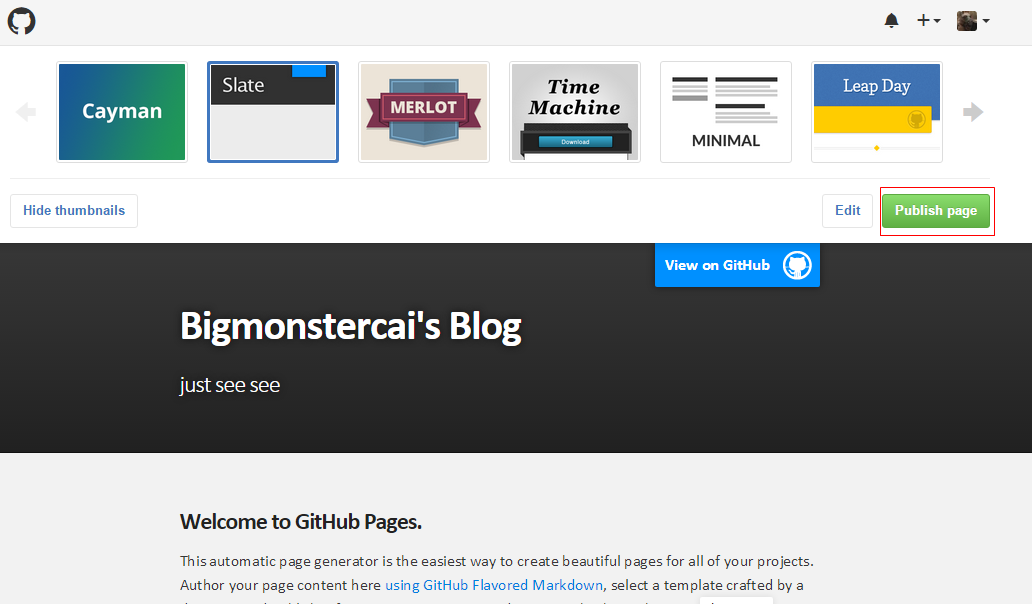 Cayman
Slate
MERLOT
Time
Machine
Download
MINIMAL
Leap Day
Hide thumbnails
Edit
Publish page
View on GitHub
Bigmonstercai's Blog
just see see
Welcome to GitHub Pages.
This automatic page generator is the easiest way to create beautiful pages for all of your projects.
Author your page content here using GitHub Flavored Markdown, select a template crafted by a